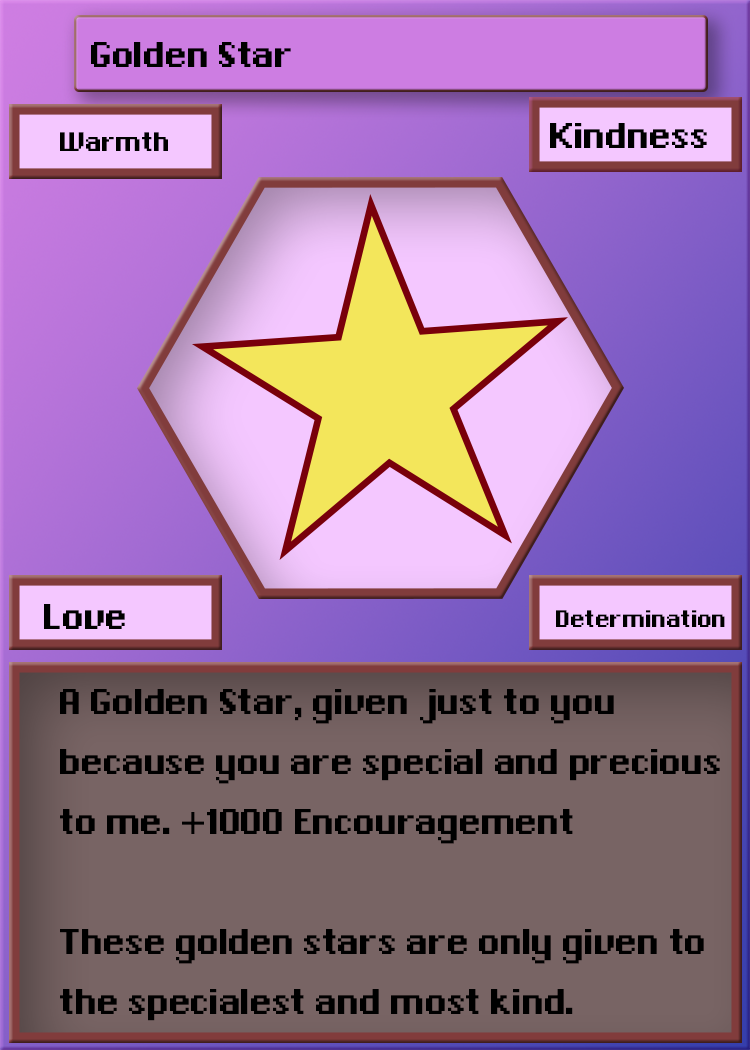 Golden Star
Warmth
Kindness
Love
Determination
A Golden Star, given just to you
because you are special and precious
to me. +1000 Encouragement
These golden stars are only given to
the specialest and most kind.